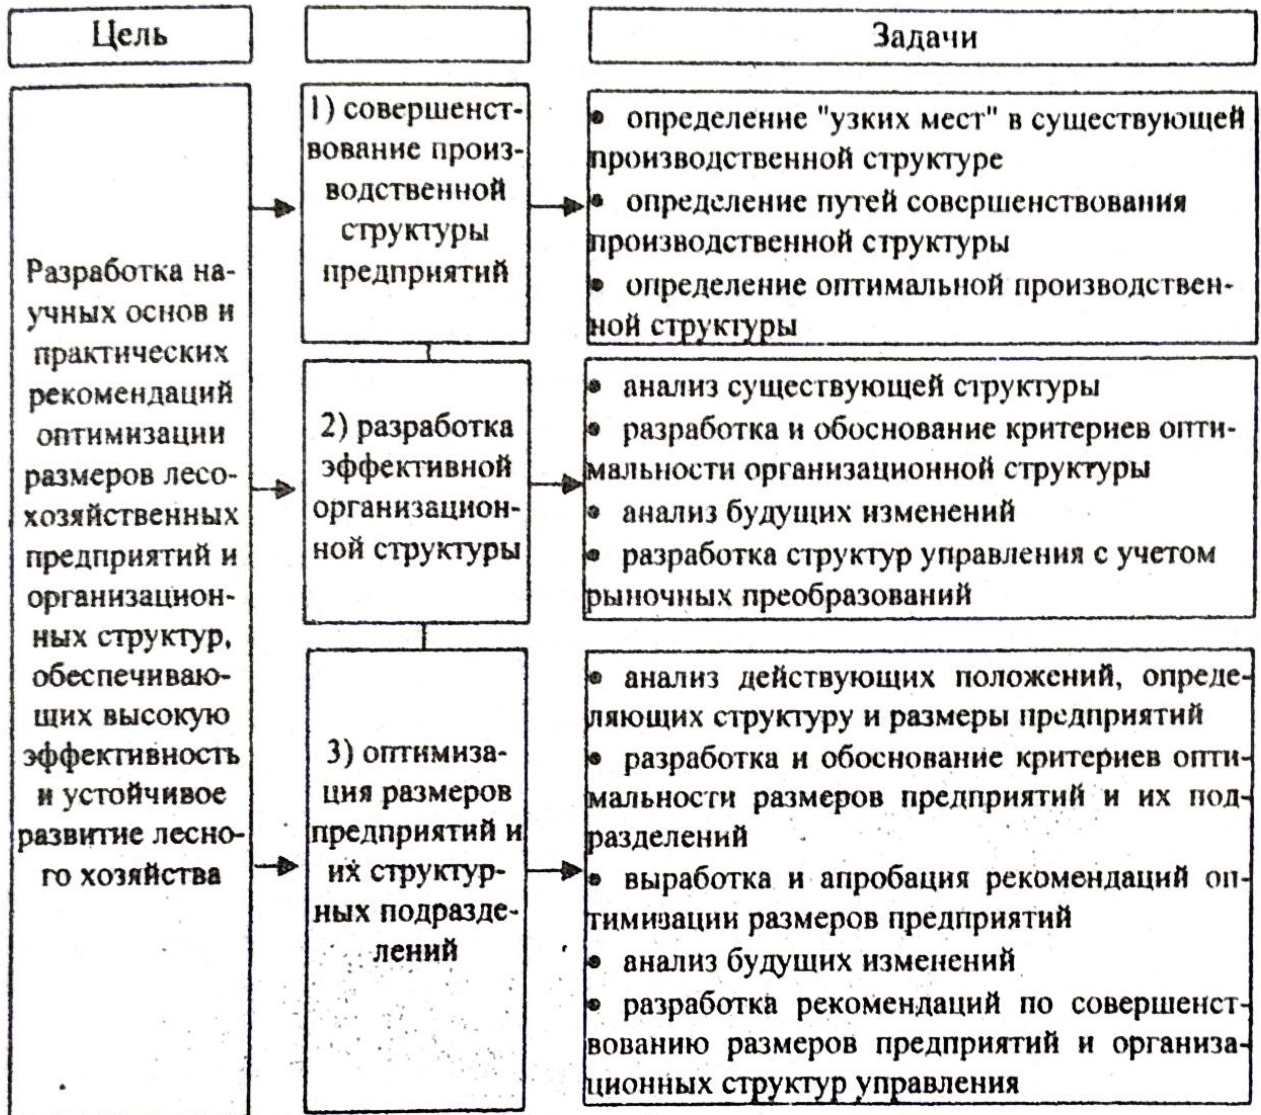 Цель
Задачи
Разработка на-
учных основ и
практических
рекомендаций
оптимизации
размеров лесо-
хозяйственных
предприятий и
организацион-
ных структур,
обеспечиваю-
щих высокую
эффективность
и устойчивое
развитие лесно-
го хозяйства
1) совершенст-
вование произ-
водственной
структуры
предприятий
• определение "узких мест" в существующей
производственной структуре
• определение путей совершенствования
производственной структуры
• определение оптимальной производствен-
ной структуры
2) разработка
эффективной
организацион-
ной структуры
• анализ существующей структуры
• разработка и обоснование критериев опти-
мальности организационной структуры
• анализ будущих изменений
• разработка структур управления с учетом
рыночных преобразований
3) оптимиза-
ция размеров
предприятий и
их структур-
ных подразде-
лений
• анализ действующих положений, опреде-
ляющих структуру и размеры предприятий
• разработка и обоснование критериев опти-
мальности размеров предприятий и их под-
разделений
• выработка и апробация рекомендаций оп-
тимизации размеров предприятий
• анализ будущих изменений
• разработка рекомендаций по совершенст-
вованию размеров предприятий и организа-
ционных структур управления